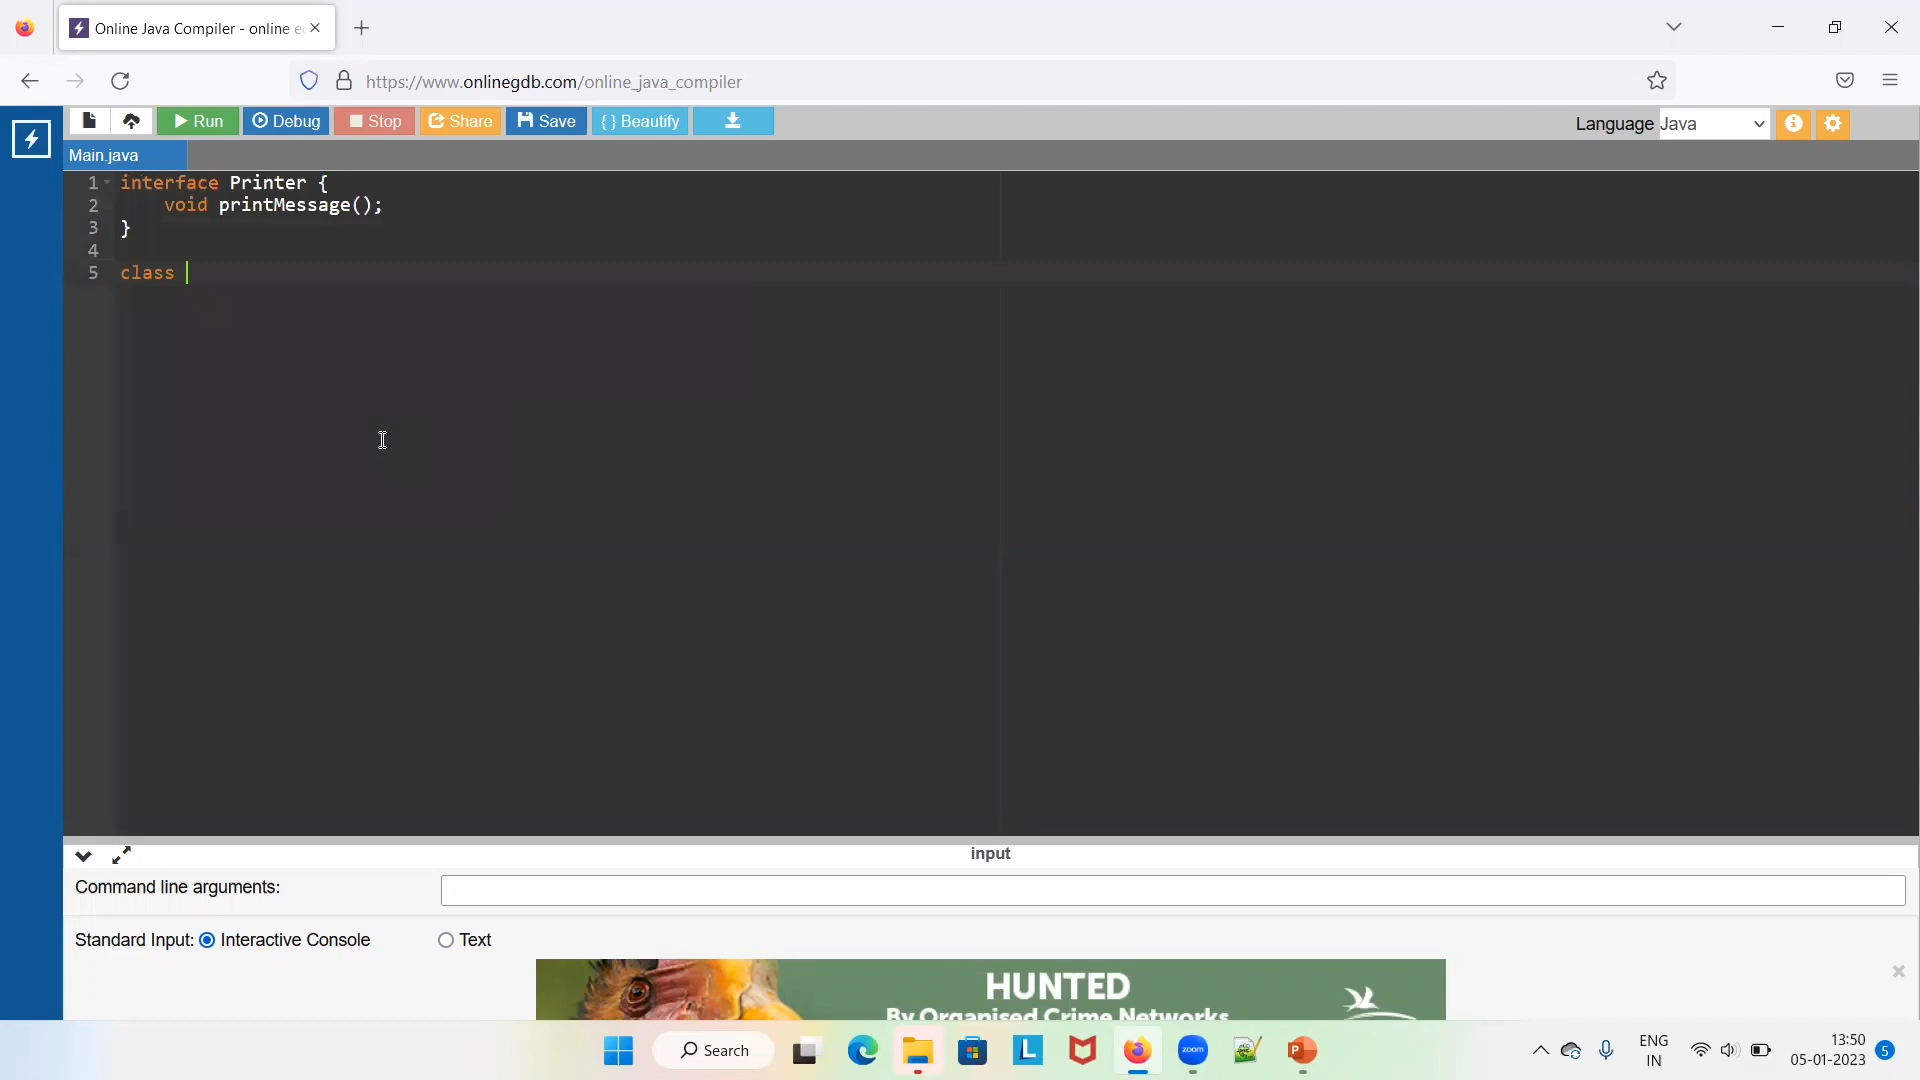 Online Java Compiler - online e
https://www.onlinegdb.com/online_java_compiler
Run Debug Stop Share Save { } Beautify
Language Java
Main.java
1 interface Printer {
2 void printMessage();
3 }
4
5 class
input
Command line arguments:
Standard Input: Interactive Console Text
HUNTED
By Organised Crime Networks
Search
zoom
ENG
IN
13:50
05-01-2023
5